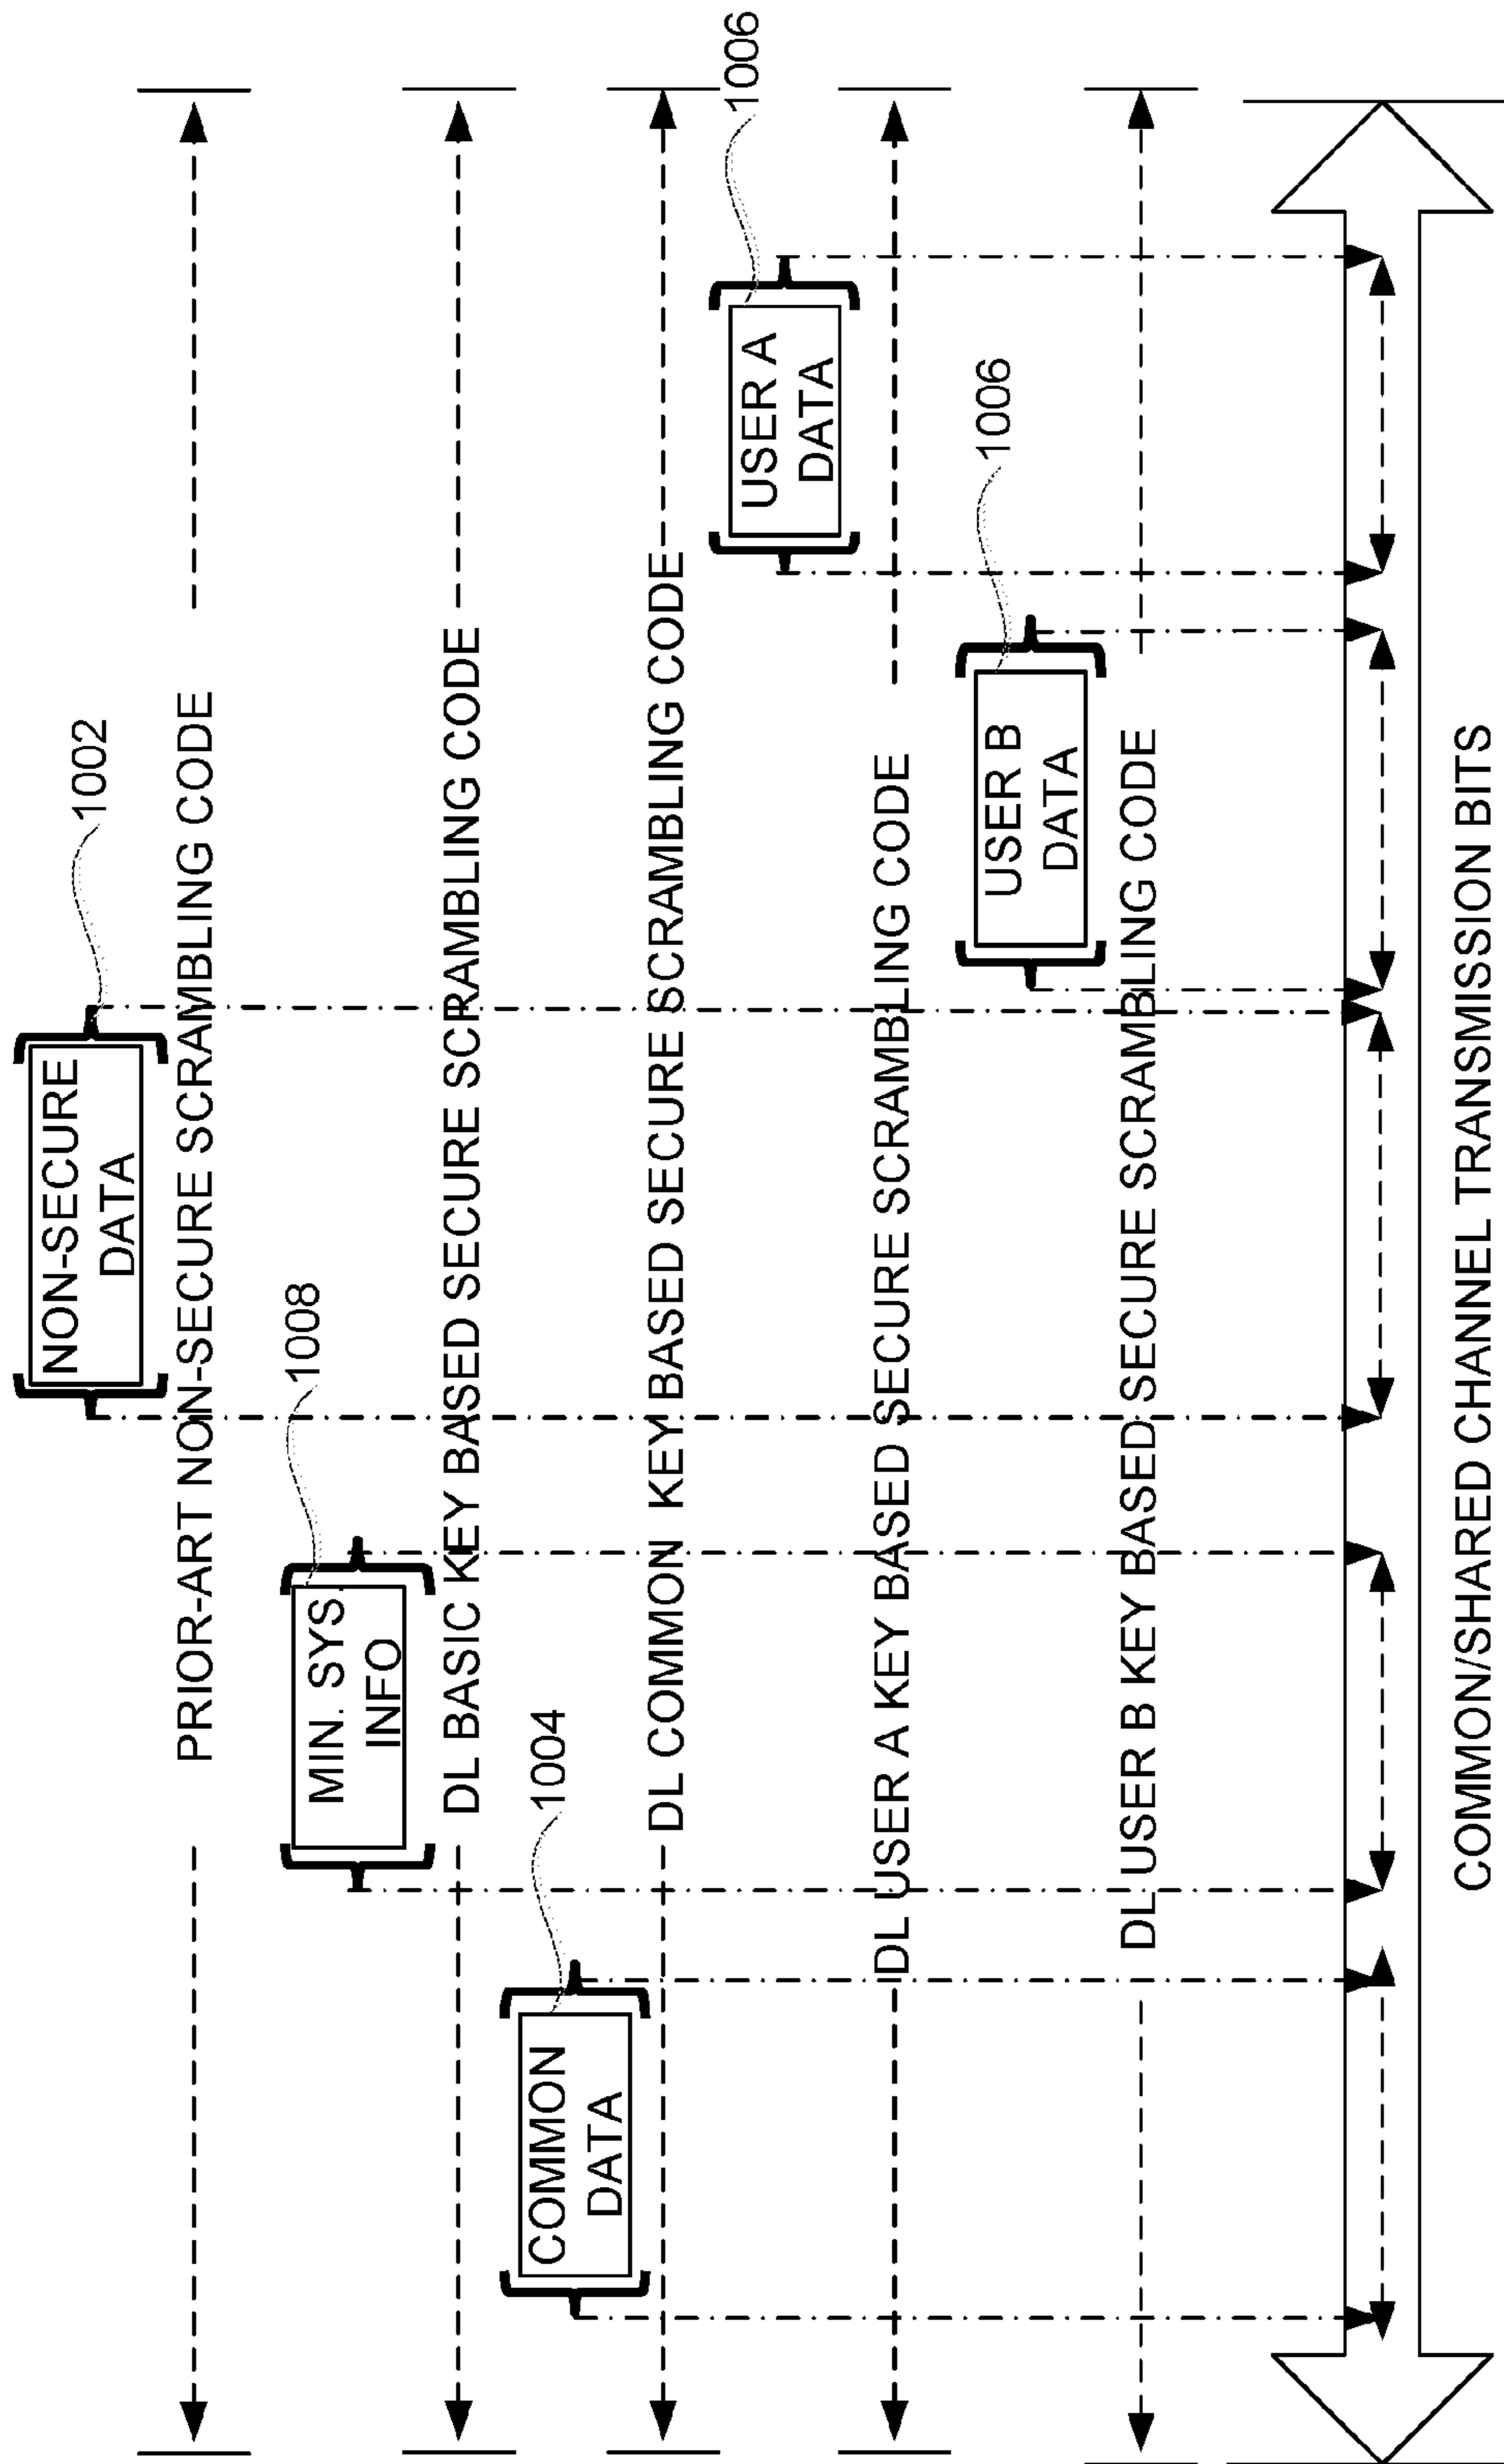 1002
NON-SECURE
DATA
PRIOR-ART NON-SECURE SCRAMBLING CODE
1008
MIN. SYS.
INFO
DL BASIC KEY BASED SECURE SCRAMBLING CODE
1004
COMMON
DATA
DL COMMON KEY BASED SECURE SCRAMBLING CODE
1006
USER A
DATA
DL USER A KEY BASED SECURE SCRAMBLING CODE
1006
USER B
DATA
DL USER B KEY BASED SECURE SCRAMBLING CODE
COMMON/SHARED CHANNEL TRANSMISSION BITS